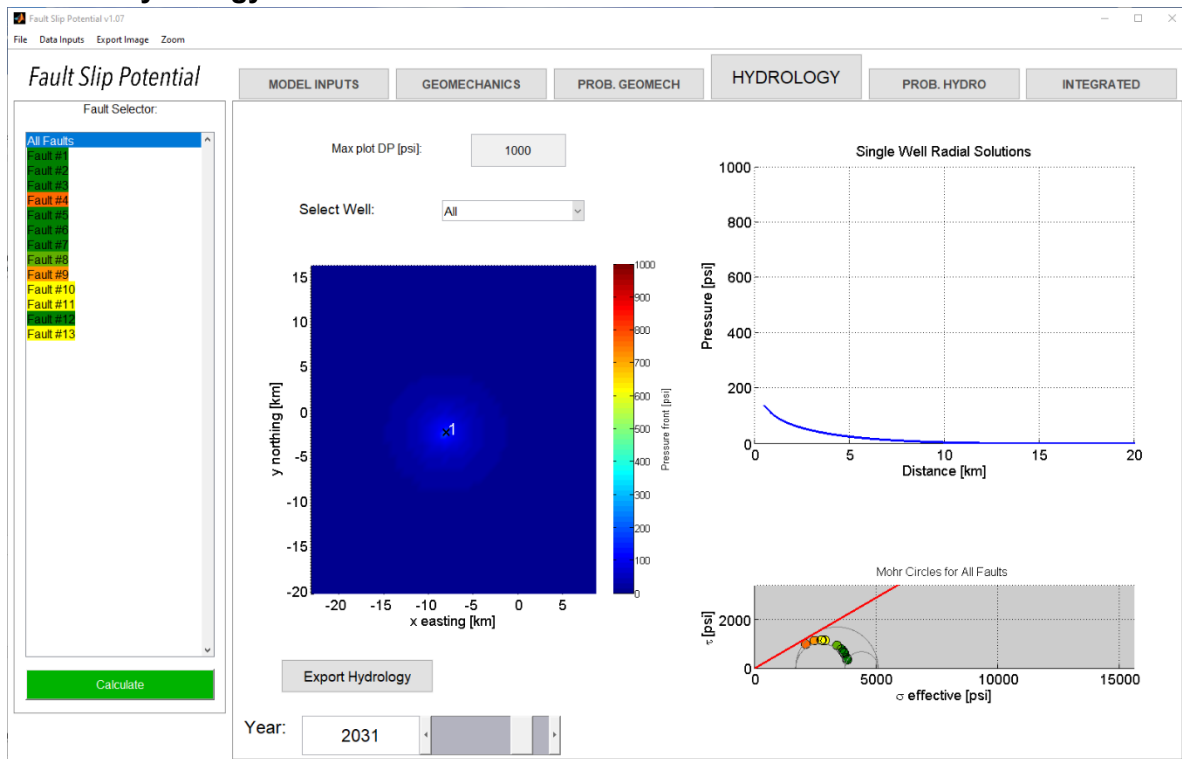 Fault Slip Potential v1.07
File Data Inputs Export Image Zoom
Fault Slip Potential
MODEL INPUTS GEOMECHANICS PROB. GEOMECH HYDROLOGY PROB. HYDRO INTEGRATED
Fault Selector:
All Faults
Fault #1
Fault #2
Fault #3
Fault #4
Fault #5
Fault #6
Fault #7
Fault #8
Fault #9
Fault #10
Fault #11
Fault #12
Fault #13
Calculate
Max plot DP [psi]: 1000
Select Well: All
15
10
5
0
-5
-10
-15
-20
y northing [km]
-20 -15 -10 -5 0 5
x easting [km]
1
1000
900
800
700
600
500
400
300
200
100
0
Pressure front [psi]
Export Hydrology
Year: 2031
Single Well Radial Solutions
1000
800
600
400
200
0
Pressure [psi]
0 5 10 15 20
Distance [km]
Mohr Circles for All Faults
2000
0
τ [psi]
0 5000 10000 15000
σ effective [psi]